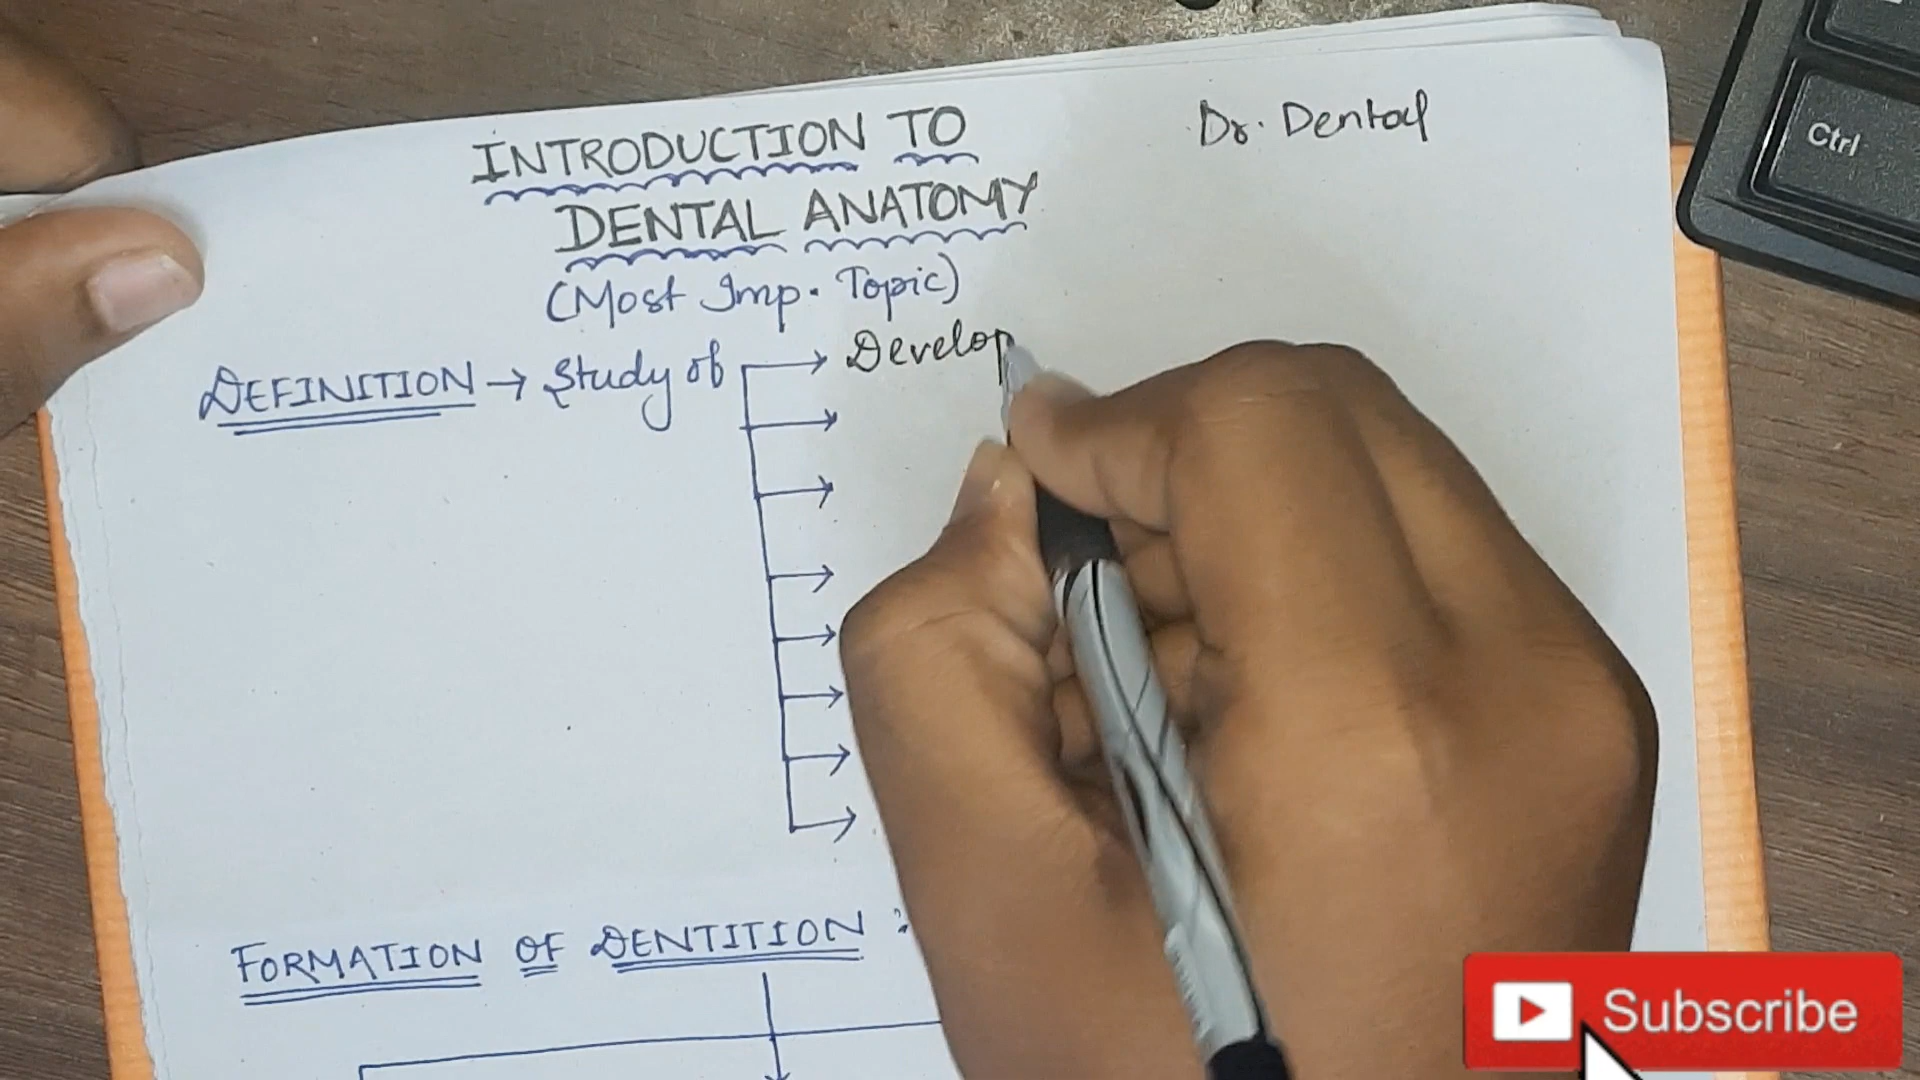 INTRODUCTION TO
Dr. Dental
DENTAL ANATOMY
(Most Imp. Topic)
DEFINITION → Study of → Develop
FORMATION OF DENTITION :
Ctrl
Subscribe